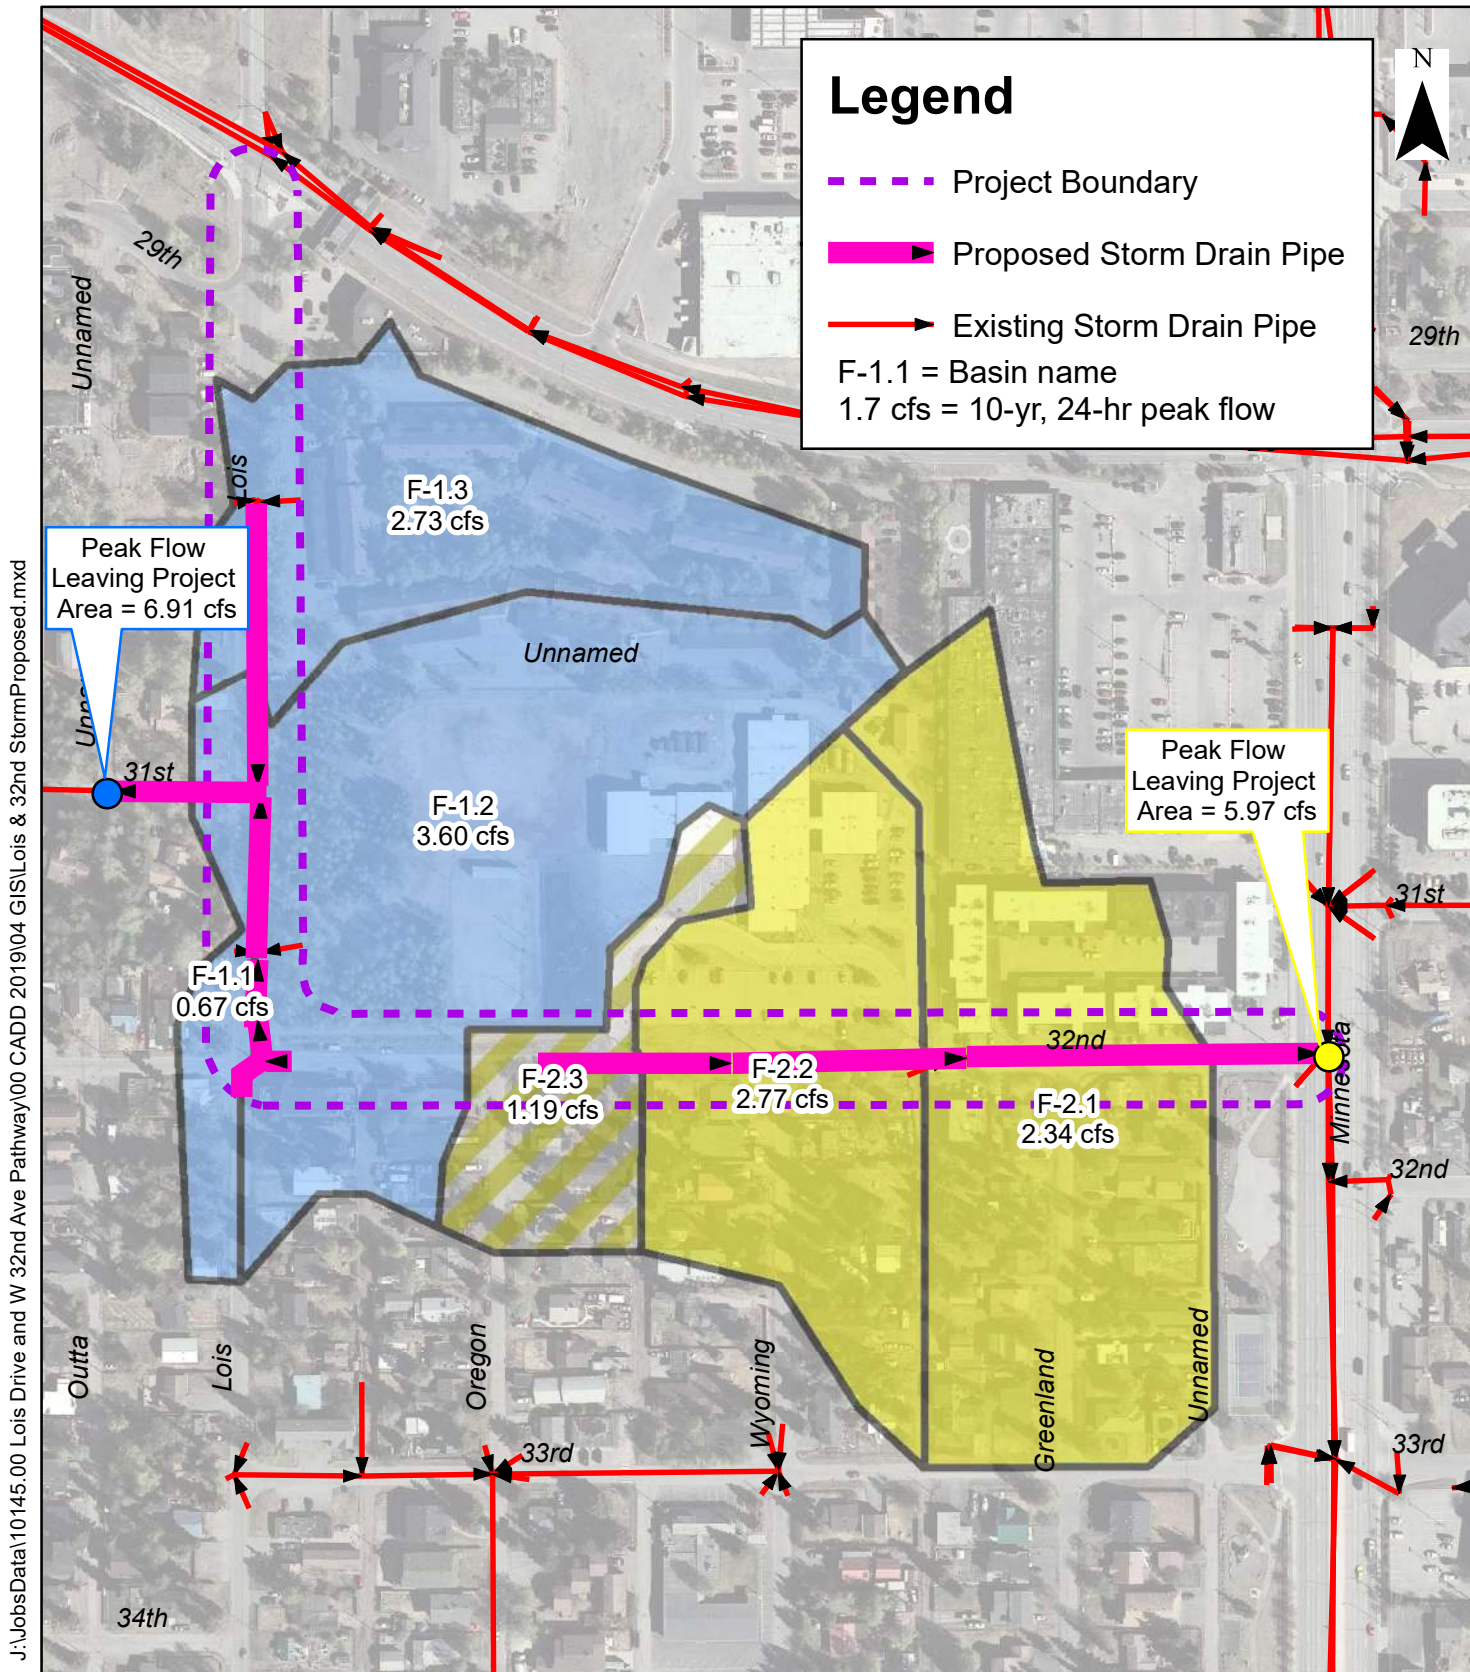 Legend
N
Project Boundary
Proposed Storm Drain Pipe
Existing Storm Drain Pipe
F-1.1 = Basin name
1.7 cfs = 10-yr, 24-hr peak flow
29th
Unnamed
29th
Lois
F-1.3
2.73 cfs
Peak Flow
Leaving Project
Area = 6.91 cfs
Unnamed
31st
F-1.2
3.60 cfs
Peak Flow
Leaving Project
Area = 5.97 cfs
31st
F-1.1
0.67 cfs
32nd
Minnesota
F-2.3
1.19 cfs
F-2.2
2.77 cfs
F-2.1
2.34 cfs
32nd
Outta
Lois
Oregon
Wyoming
Greenland
Unnamed
33rd
33rd
34th
J:\JobsData\10145.00 Lois Drive and W 32nd Ave Pathway\00 CADD 2019\04 GIS\Lois & 32nd StormProposed.mxd